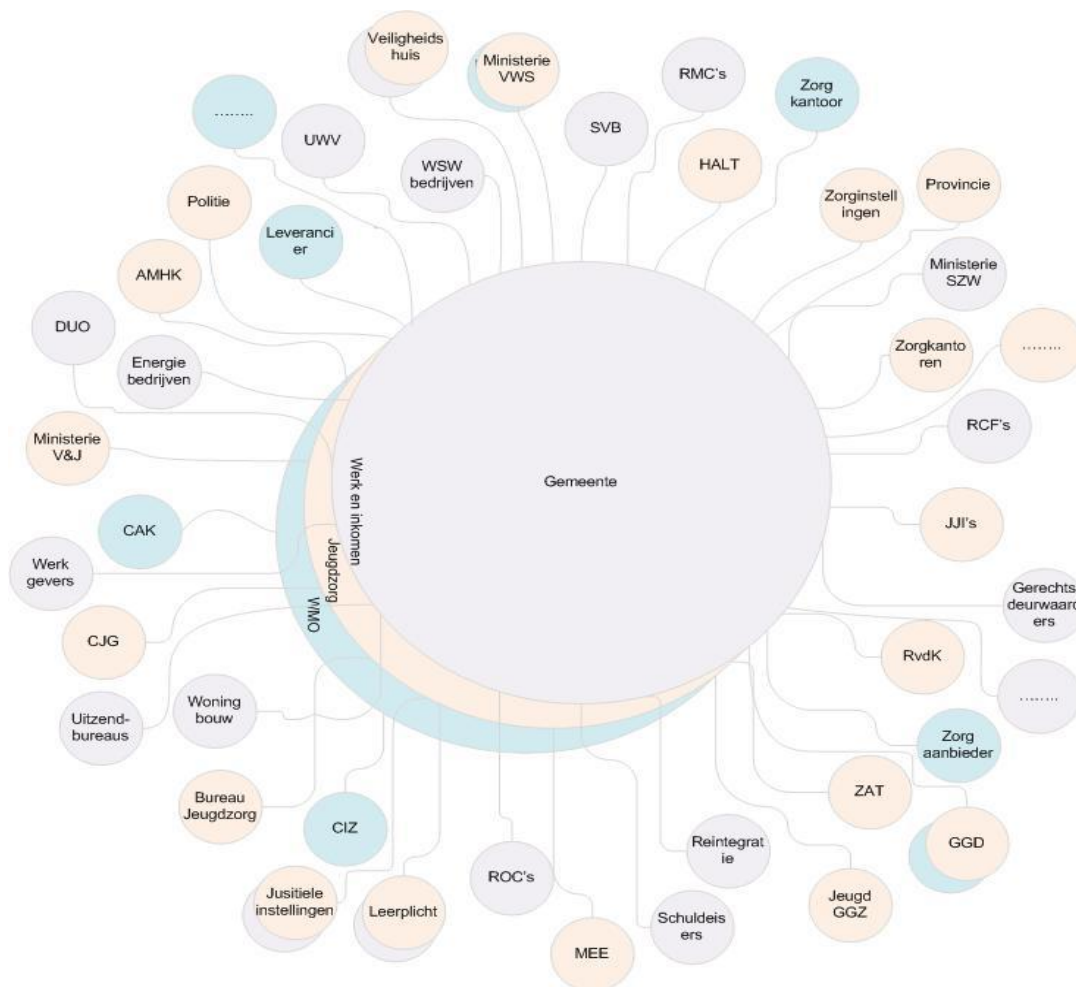 Veiligheids
huis
Ministerie
VWS
RMC's
Zorg
kantoor
........
UWV
SVB
WSW
bedrijven
HALT
Politie
Zorginstell
ingen
Provincie
Leveranci
er
AMHK
Ministerie
SZW
DUO
Energie
bedrijven
Zorgkanto
ren
........
Ministerie
V&J
RCF's
Werk en inkomen
Jeugdzorg
WMO
Gemeente
CAK
JJI's
Werk
gevers
Gerechts
deurwaard
ers
CJG
RvdK
Uitzend-
bureaus
Woning
bouw
........
Zorg
aanbieder
Bureau
Jeugdzorg
CIZ
ZAT
GGD
Reintegrat
ie
ROC's
Jusitiele
instellingen
Leerplicht
Jeugd
GGZ
Schuldeis
ers
MEE